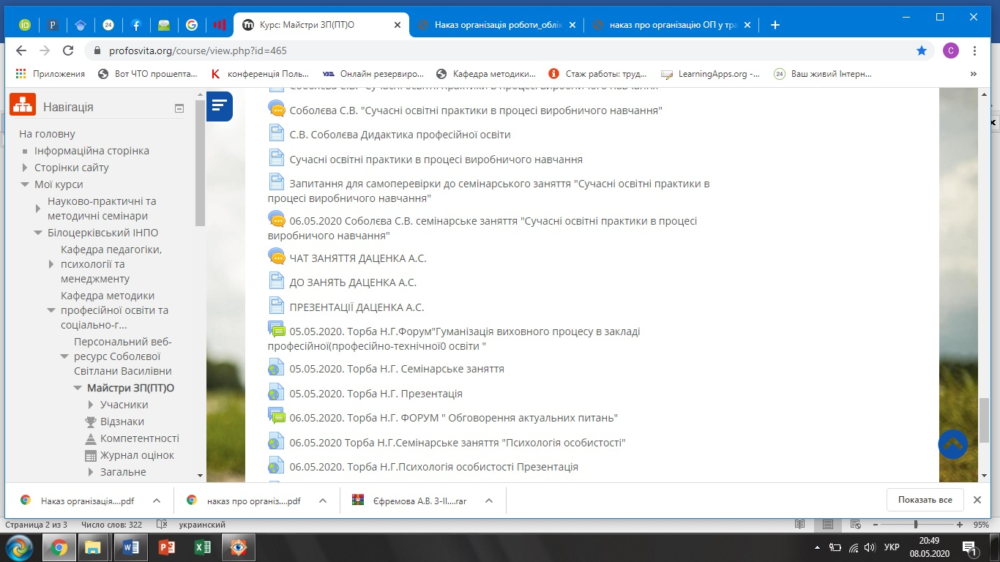 Курс: Майстри ЗП(ПТ)О
Наказ організація роботи_облік
наказ про організацію ОП у тра
profosvita.org/course/view.php?id=465
С
Приложения
Вот ЧТО прошепта...
конференція Поль...
Онлайн резервиро...
Кафедра методики...
Стаж работы: труд...
LearningApps.org -...
Ваш живий Інтерн...
»
Навігація
На головну
Інформаційна сторінка
Сторінки сайту
Мої курси
Науково-практичні та
методичні семінари
Білоцерківський ІНПО
Кафедра педагогіки,
психології та
менеджменту
Кафедра методики
професійної освіти та
соціально-г...
Персональний веб-
ресурс Соболєвої
Світлани Василівни
Майстри ЗП(ПТ)О
Учасники
Відзнаки
Компетентності
Журнал оцінок
Загальне
Соболєва С.В. "Сучасні освітні практики в процесі виробничого навчання"
Соболєва С.В. "Сучасні освітні практики в процесі виробничого навчання"
С.В. Соболєва Дидактика професійної освіти
Сучасні освітні практики в процесі виробничого навчання
Запитання для самоперевірки до семінарського заняття "Сучасні освітні практики в
процесі виробничого навчання"
06.05.2020 Соболєва С.В. семінарське заняття "Сучасні освітні практики в процесі
виробничого навчання"
ЧАТ ЗАНЯТТЯ ДАЦЕНКА А.С.
ДО ЗАНЯТЬ ДАЦЕНКА А.С.
ПРЕЗЕНТАЦІЇ ДАЦЕНКА А.С.
05.05.2020. Торба Н.Г.Форум"Гуманізація виховного процесу в закладі
професійної(професійно-технічної0 освіти "
05.05.2020. Торба Н.Г. Семінарське заняття
05.05.2020. Торба Н.Г. Презентація
06.05.2020. Торба Н.Г. ФОРУМ " Обговорення актуальних питань"
06.05.2020 Торба Н.Г.Семінарське заняття "Психологія особистості"
06.05.2020. Торба Н.Г.Психологія особистості Презентація
Наказ організація....pdf
наказ про організ....pdf
Єфремова А.В. 3-ІІ....rar
Показать все
Страница 2 из 3
Число слов: 322
украинский
95%
УКР
20:49
08.05.2020
1